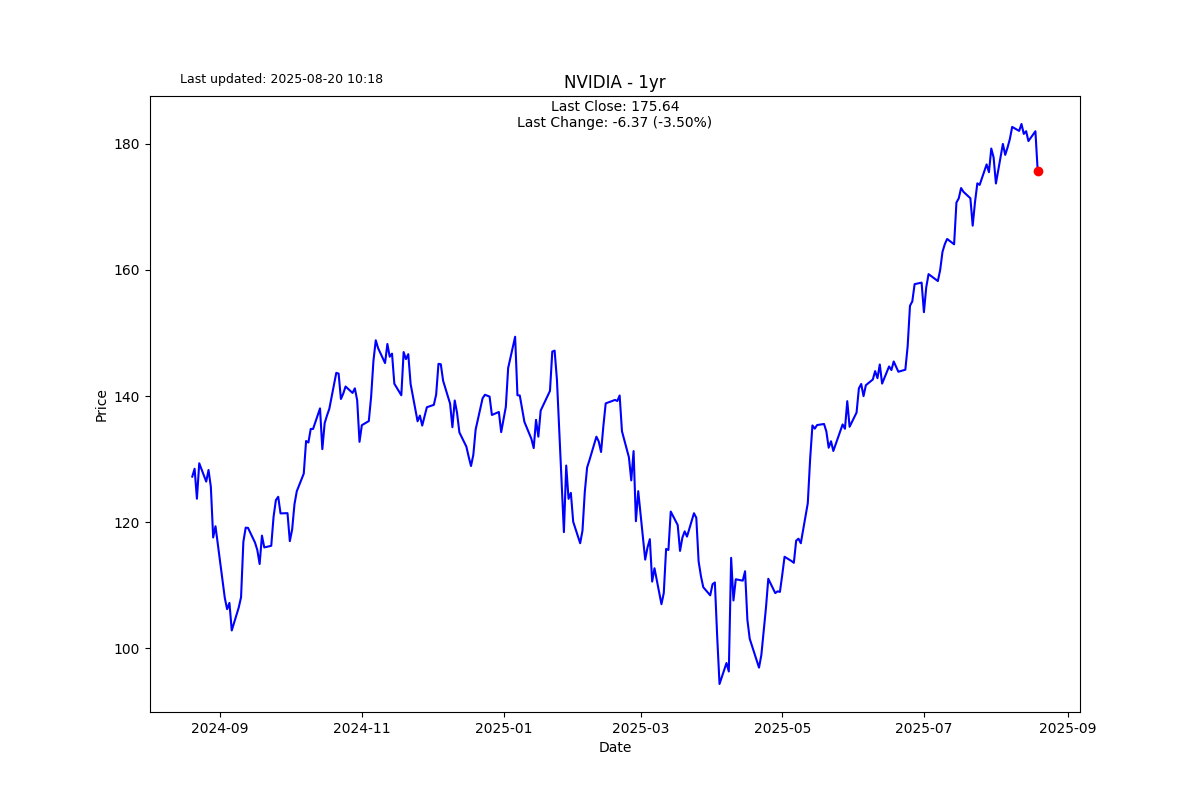 Last updated: 2025-08-20 10:18
NVIDIA - 1yr
Last Close: 175.64
Last Change: -6.37 (-3.50%)
Price
180
160
140
120
100
2024-09
2024-11
2025-01
2025-03
2025-05
2025-07
2025-09
Date